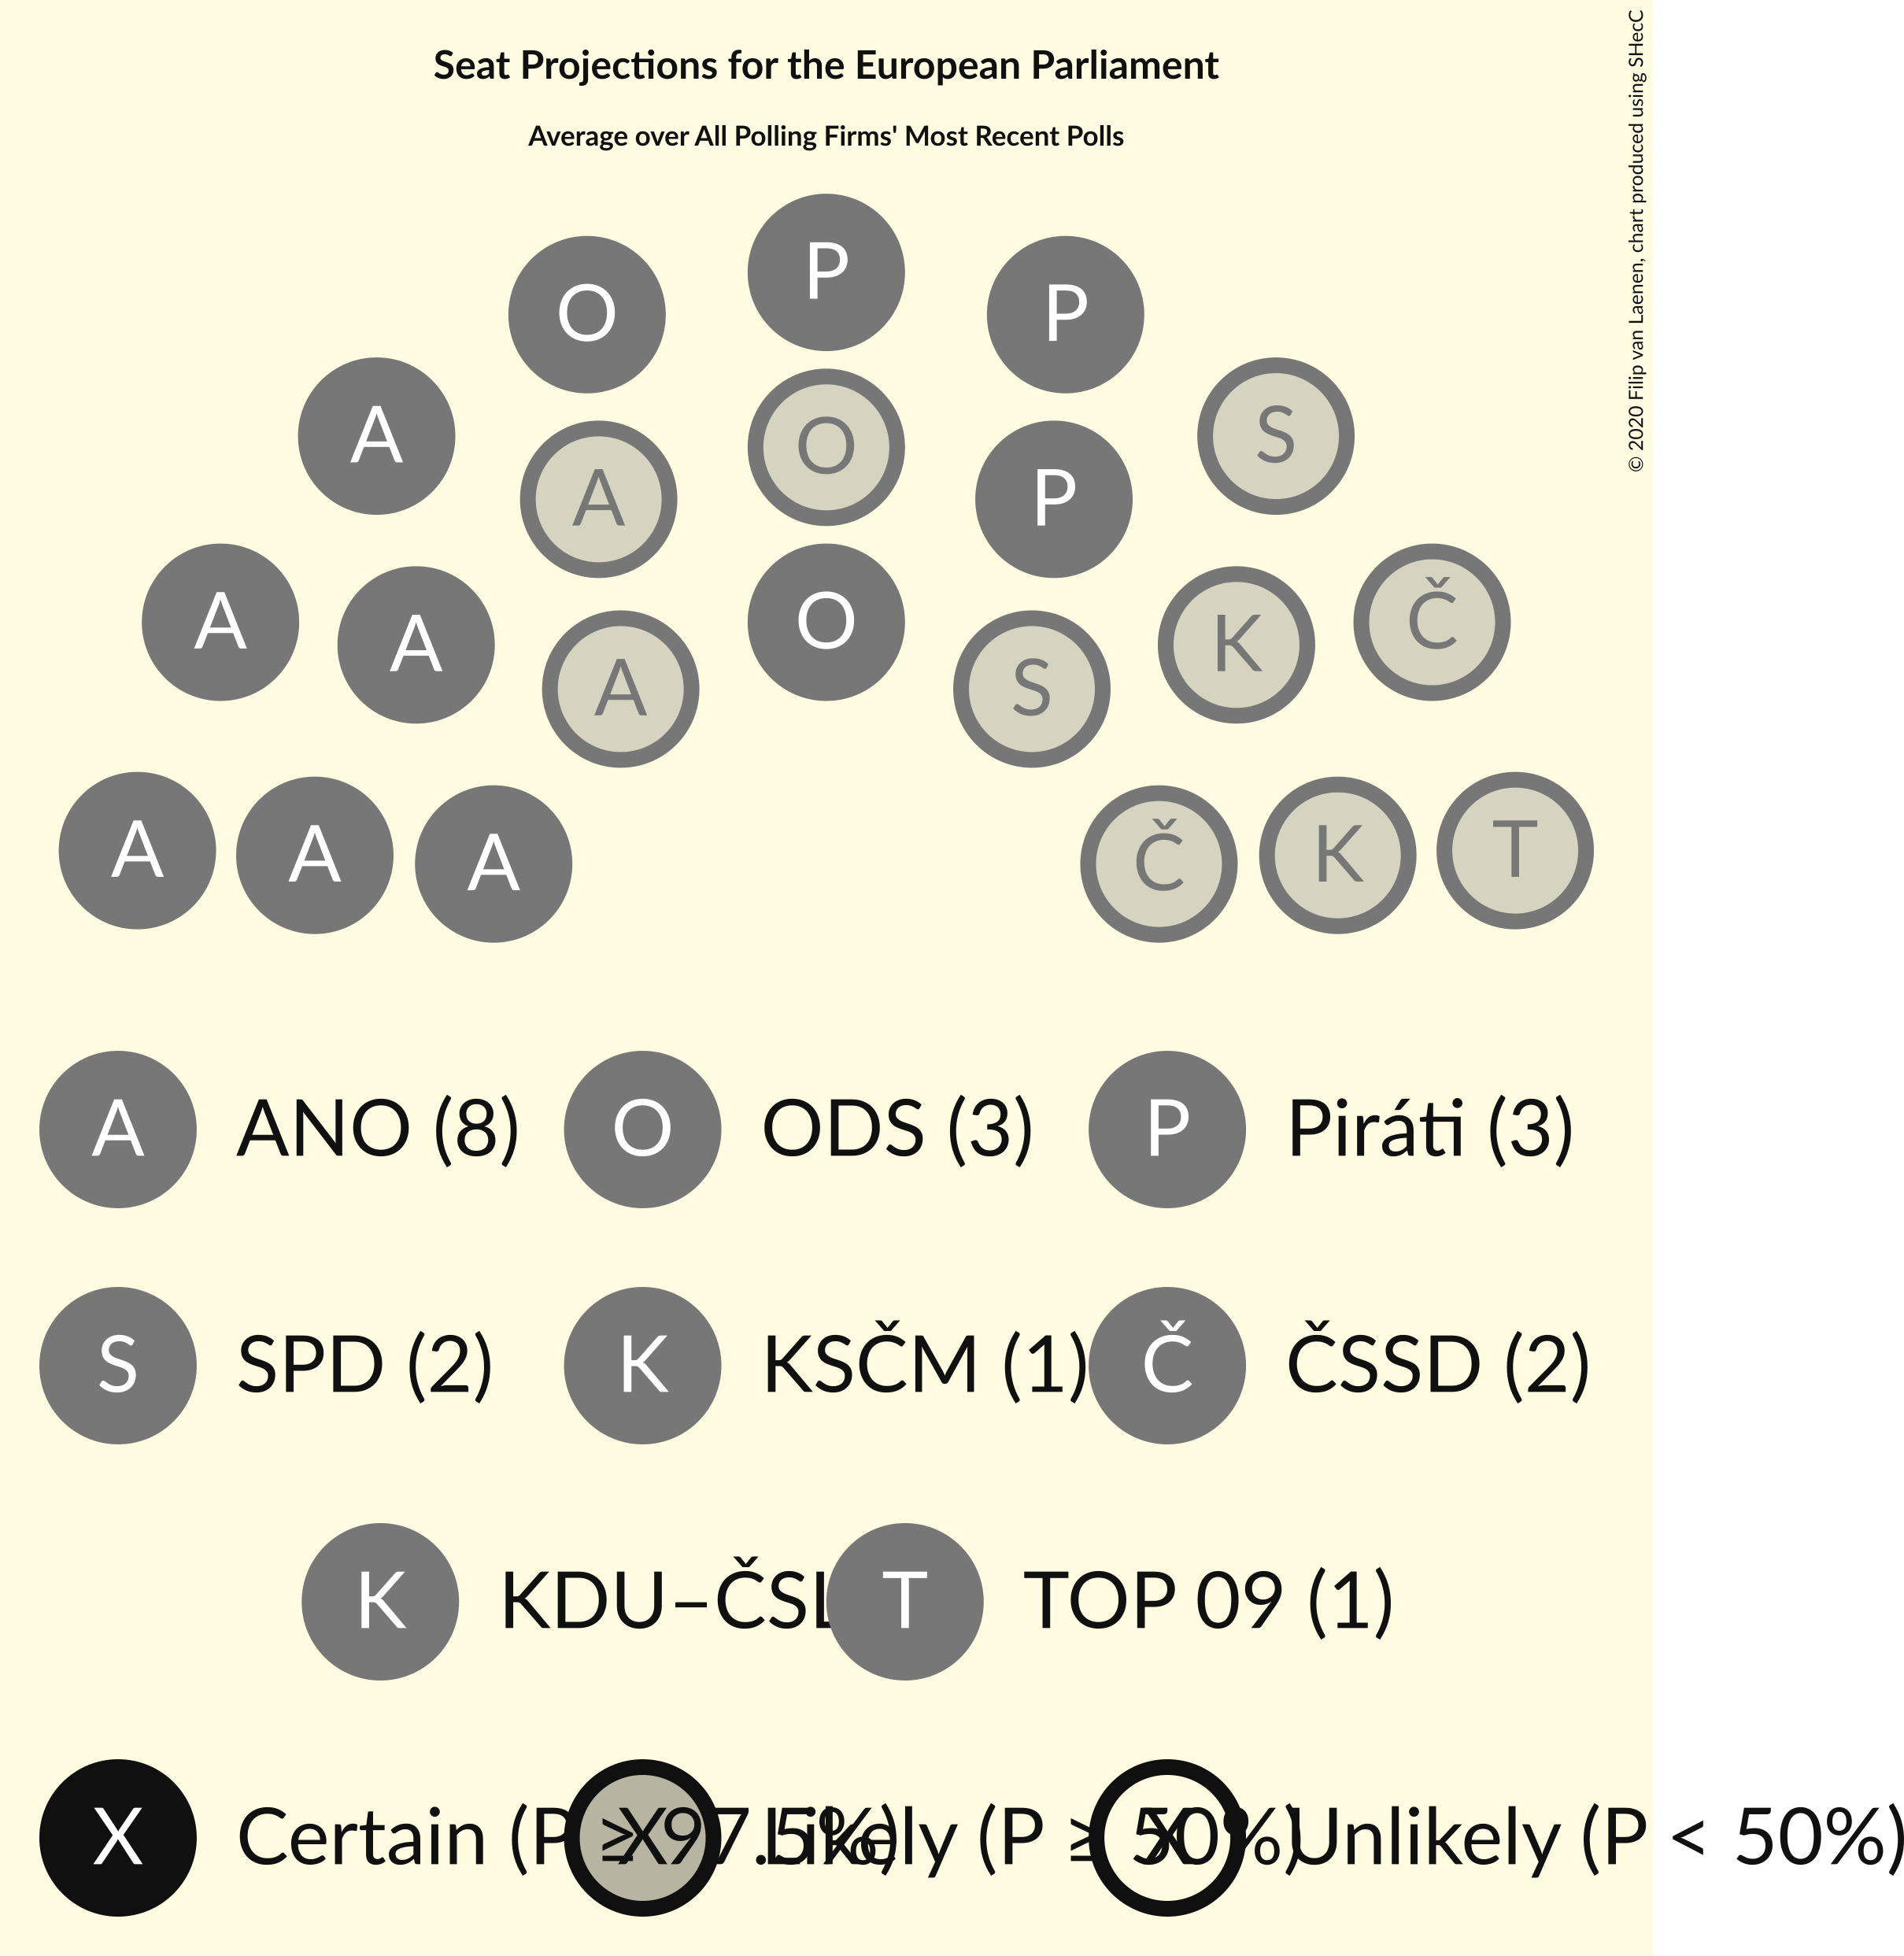 Seat Projections for the European Parliament
Average over All Polling Firms' Most Recent Polls
© 2020 Filip van Laenen, chart produced using SHecC
P
O P
A O S
A P
A A O K Č
A S
A A A Č K T
A ANO (8) O ODS (3) P Piráti (3)
S SPD (2) K KSČM (1) Č ČSSD (2)
K KDU–ČSL T TOP 09 (1)
X Certain (P ≥ 97.5%) X Likely (P ≥ 50%) X Unlikely (P < 50%)